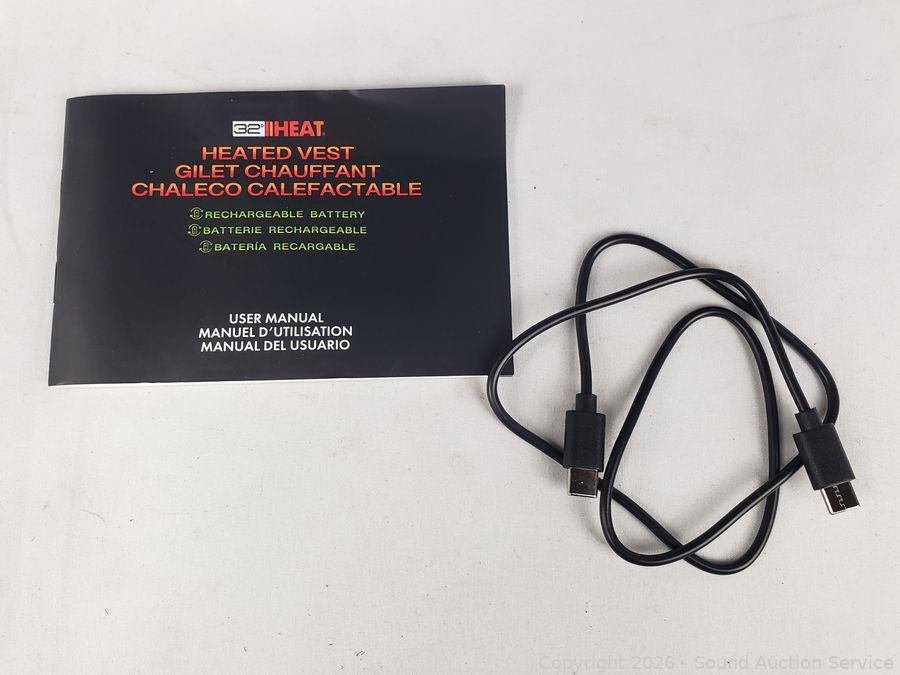 32° HEAT
HEATED VEST
GILET CHAUFFANT
CHALECO CALEFACTABLE
RECHARGEABLE BATTERY
BATTERIE RECHARGEABLE
BATERÍA RECARGABLE
USER MANUAL
MANUEL D'UTILISATION
MANUAL DEL USUARIO
Copyright 2026 - Sound Auction Service